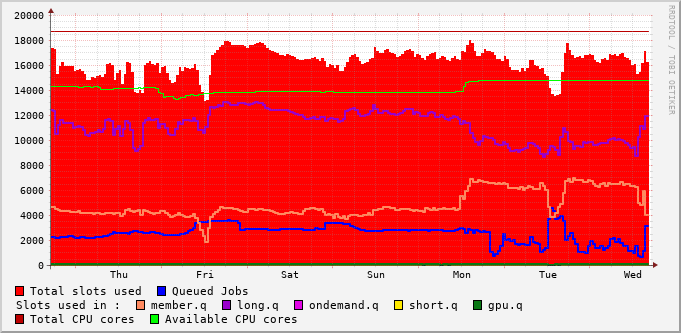 20000
18000
16000
14000
12000
10000
8000
6000
4000
2000
0
Thu Fri Sat Sun Mon Tue Wed
Total slots used Queued Jobs
Slots used in : member.q long.q ondemand.q short.q gpu.q
Total CPU cores Available CPU cores
RRDTOOL / TOBI OETIKER